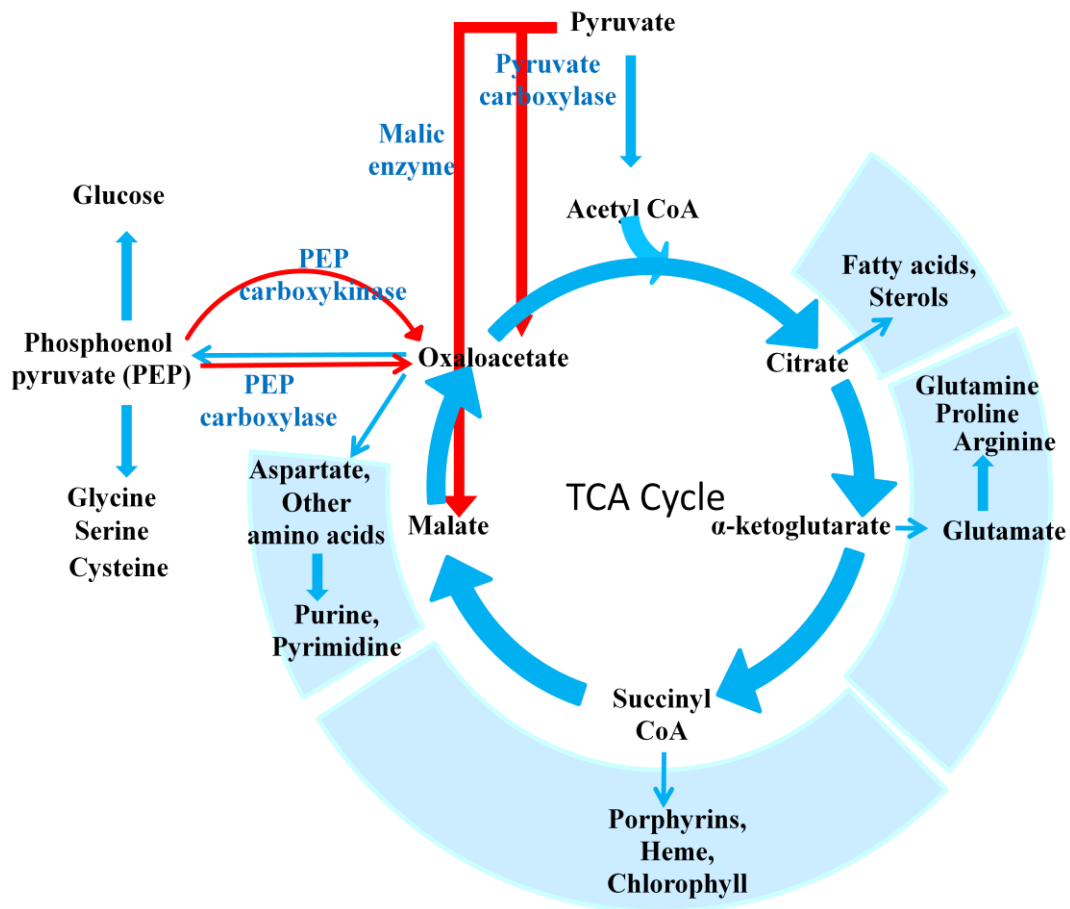 Pyruvate
Pyruvate
carboxylase
Malic
enzyme
Glucose
Acetyl CoA
Fatty acids,
Sterols
PEP
carboxykinase
Phosphoenol
pyruvate (PEP)
Oxaloacetate
Citrate
PEP
carboxylase
Glutamine
Proline
Arginine
Aspartate,
Other
amino acids
Glycine
Serine
Cysteine
Malate
TCA Cycle
α-ketoglutarate
Glutamate
Purine,
Pyrimidine
Succinyl
CoA
Porphyrins,
Heme,
Chlorophyll